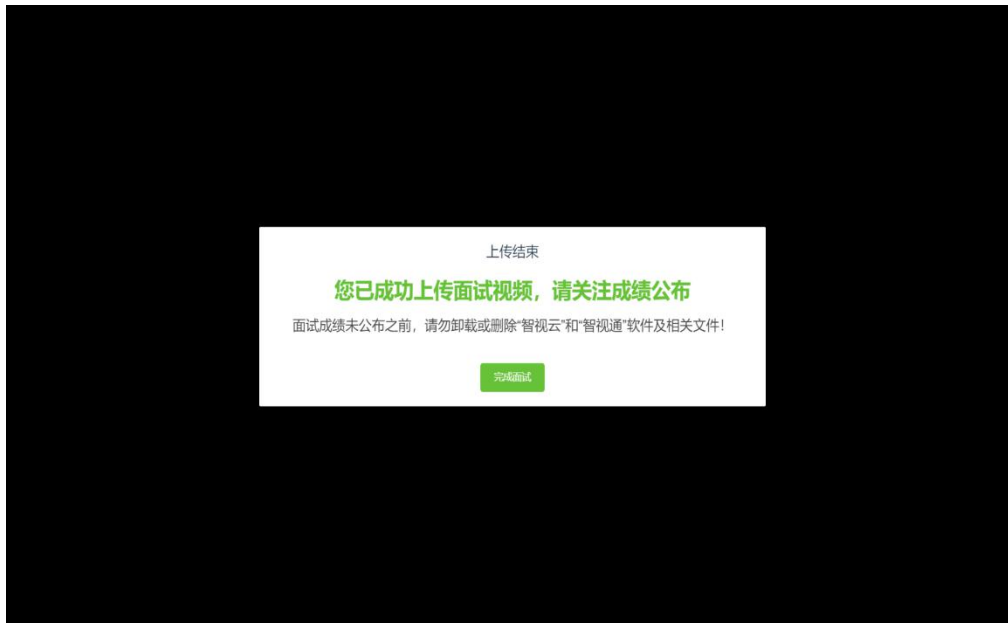 上传结束
您已成功上传面试视频，请关注成绩公布
面试成绩未公布之前，请勿卸载或删除“智视云”和“智视通”软件及相关文件！
完成面试